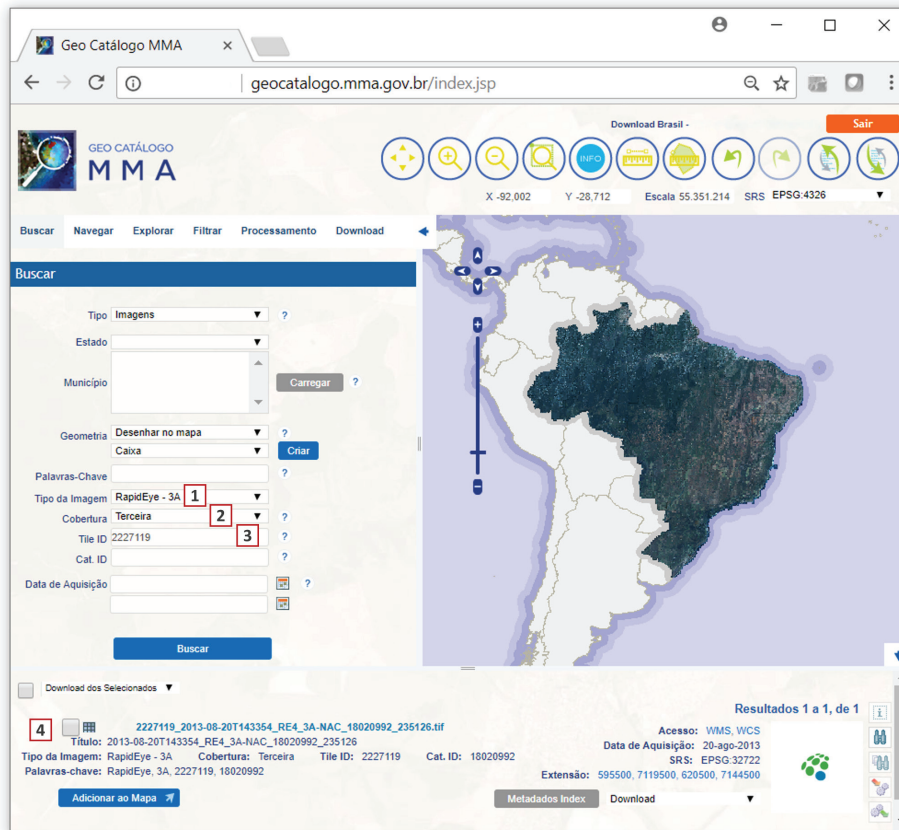 Geo Catálogo MMA
geocatalogo.mma.gov.br/index.jsp
Download Brasil -
Sair
GEO CATÁLOGO
MMA
INFO
X -92,002 Y -28,712 Escala 55.351.214 SRS EPSG:4326
Buscar Navegar Explorar Filtrar Processamento Download
Buscar
Tipo Imagens ?
Estado
Município Carregar ?
Geometria Desenhar no mapa ?
Caixa Criar
Palavras-Chave ?
Tipo da Imagem RapidEye - 3A 1
Cobertura Terceira 2 ?
Tile ID 2227119 3 ?
Cat. ID ?
Data de Aquisição ?
Buscar
Download dos Selecionados
Resultados 1 a 1, de 1
4 2227119_2013-08-20T143354_RE4_3A-NAC_18020992_235126.tif
Título: 2013-08-20T143354_RE4_3A-NAC_18020992_235126
Tipo da Imagem: RapidEye - 3A Cobertura: Terceira Tile ID: 2227119 Cat. ID: 18020992
Palavras-chave: RapidEye, 3A, 2227119, 18020992
Acesso: WMS, WCS
Data de Aquisição: 20-ago-2013
SRS: EPSG:32722
Extensão: 595500, 7119500, 620500, 7144500
Adicionar ao Mapa
Metadados Index Download